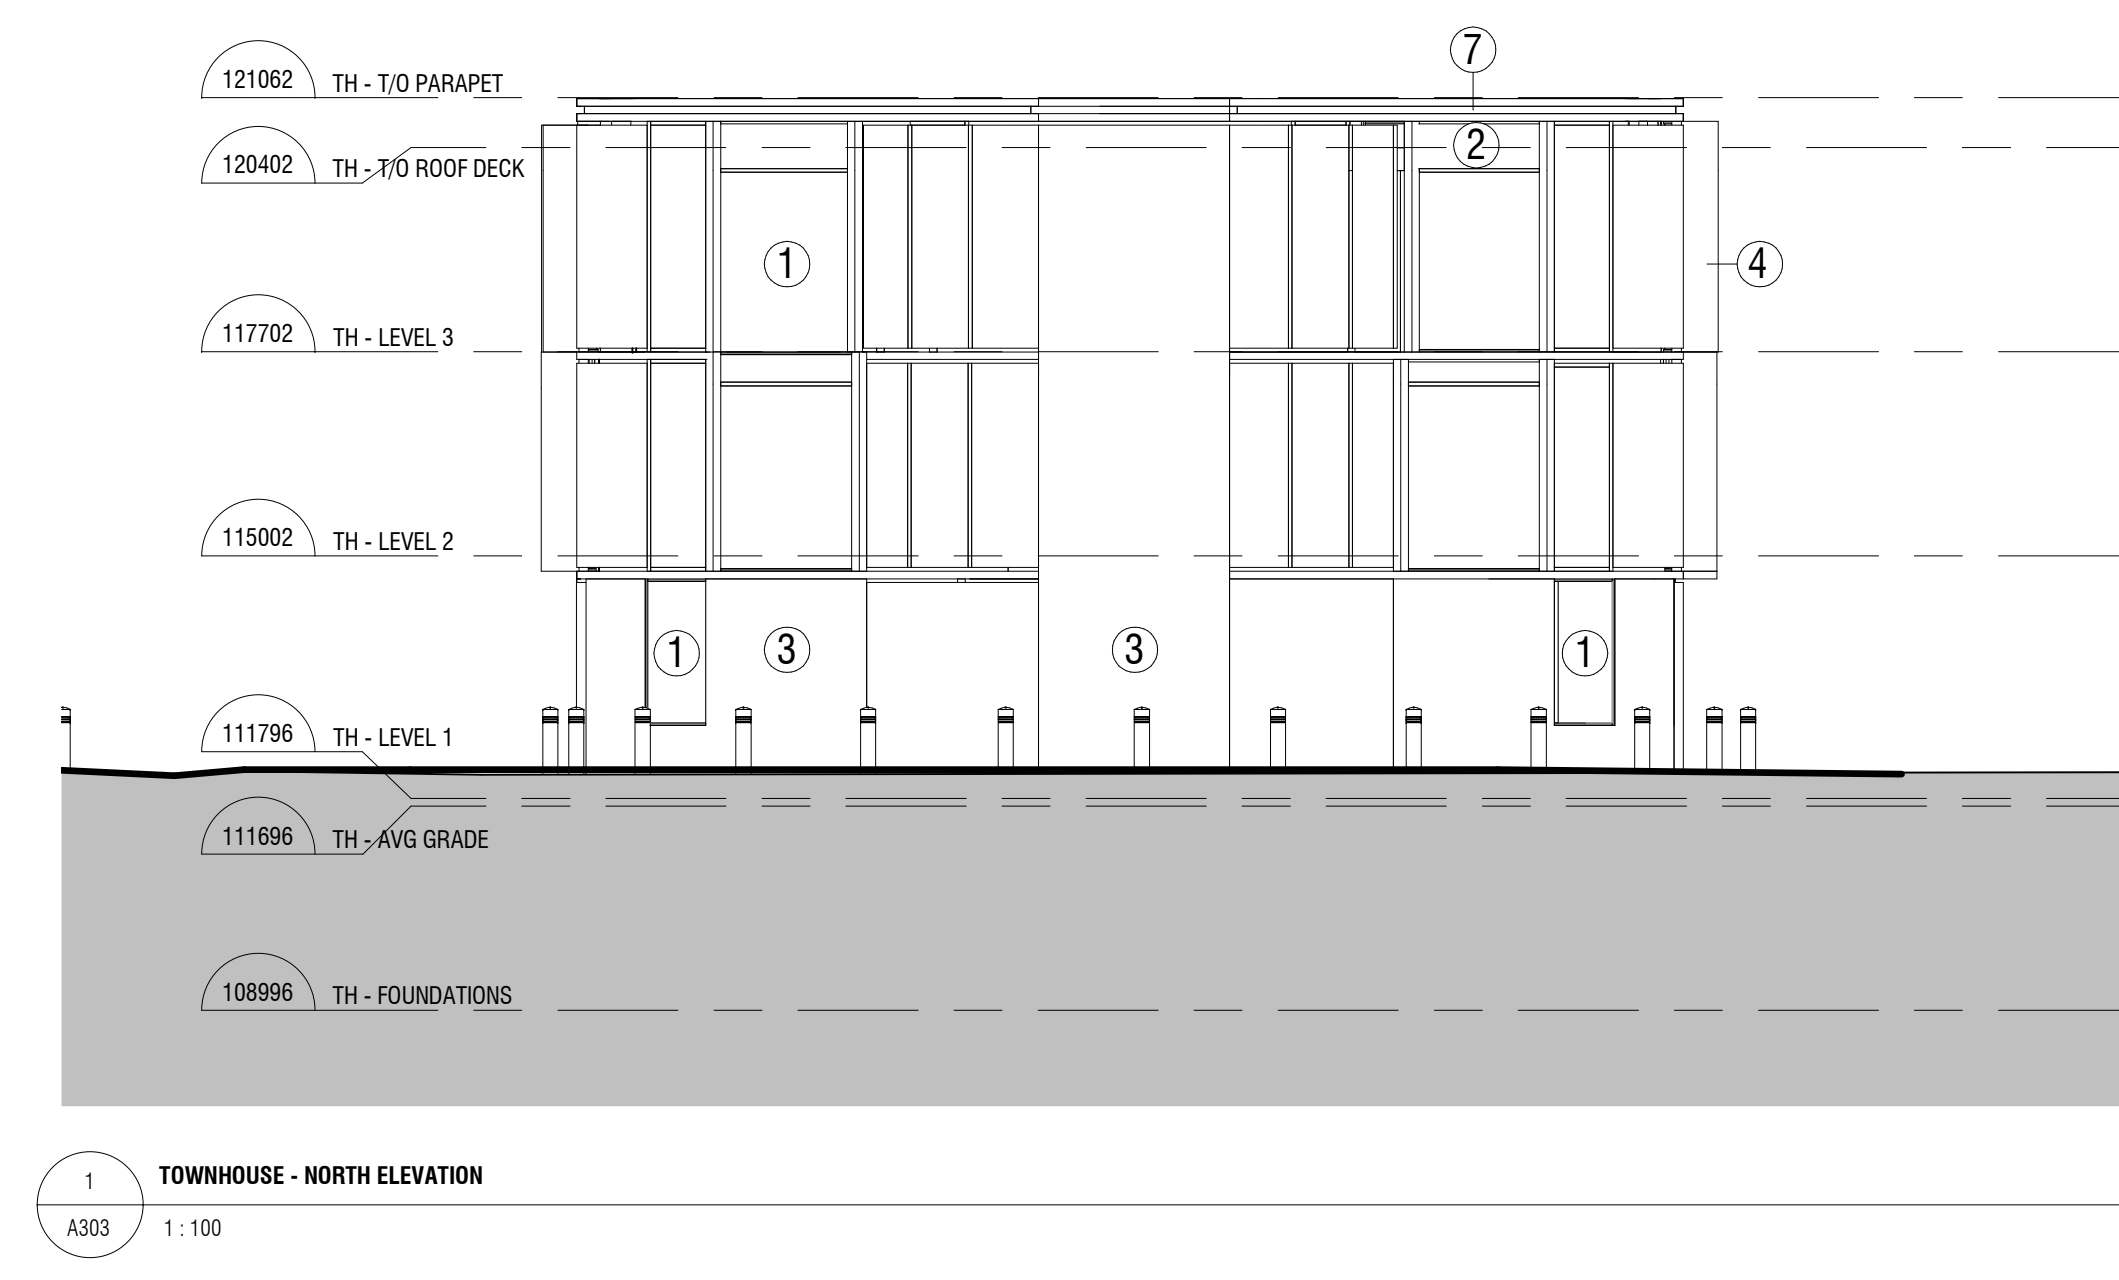 7
121062 TH - T/O PARAPET
2
120402 TH - T/O ROOF DECK
1
4
117702 TH - LEVEL 3
115002 TH - LEVEL 2
1
3
3
1
111796 TH - LEVEL 1
111696 TH - AVG GRADE
108996 TH - FOUNDATIONS
1
TOWNHOUSE - NORTH ELEVATION
A303
1 : 100